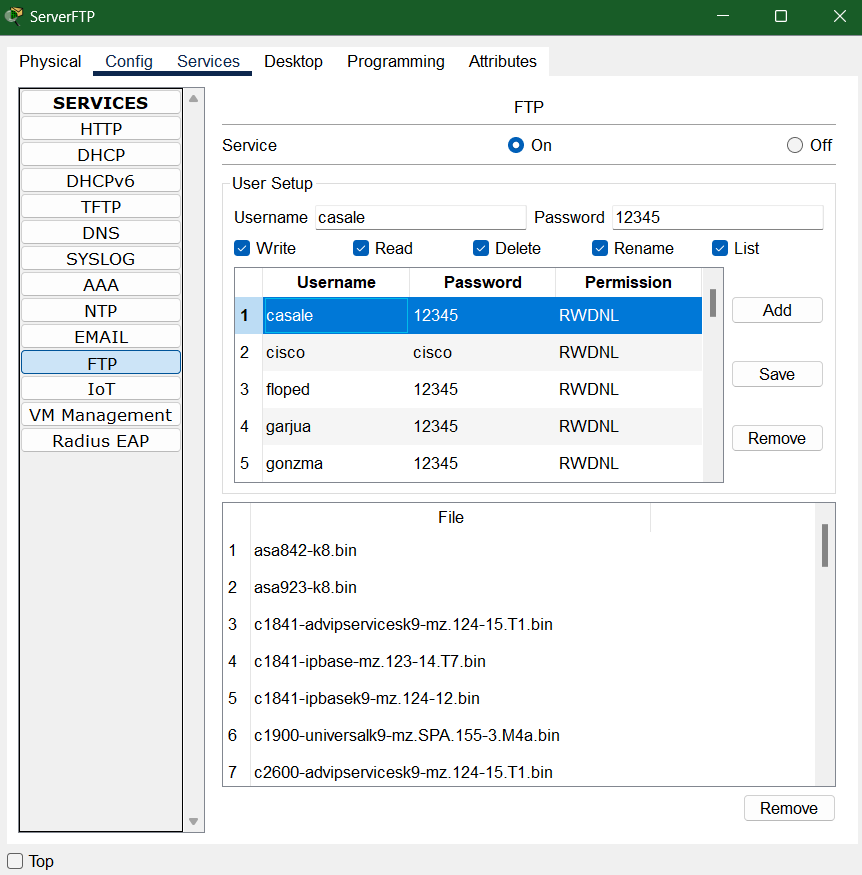 ServerFTP
Physical Config Services Desktop Programming Attributes
SERVICES
HTTP
DHCP
DHCPv6
TFTP
DNS
SYSLOG
AAA
NTP
EMAIL
FTP
IoT
VM Management
Radius EAP
FTP
Service On Off
User Setup
Username casale Password 12345
Write Read Delete Rename List
Username Password Permission
1 casale 12345 RWDNL
2 cisco cisco RWDNL
3 floped 12345 RWDNL
4 garjua 12345 RWDNL
5 gonzma 12345 RWDNL
Add
Save
Remove
File
1 asa842-k8.bin
2 asa923-k8.bin
3 c1841-advipservicesk9-mz.124-15.T1.bin
4 c1841-ipbase-mz.123-14.T7.bin
5 c1841-ipbasek9-mz.124-12.bin
6 c1900-universalk9-mz.SPA.155-3.M4a.bin
7 c2600-advipservicesk9-mz.124-15.T1.bin
Remove
Top